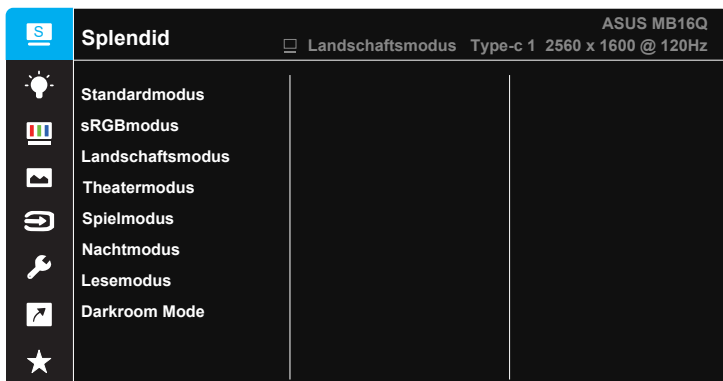 S
Splendid
ASUS MB16Q
Landschaftsmodus Type-c 1 2560 x 1600 @ 120Hz
Standardmodus
sRGBmodus
Landschaftsmodus
Theatermodus
Spielmodus
Nachtmodus
Lesemodus
Darkroom Mode